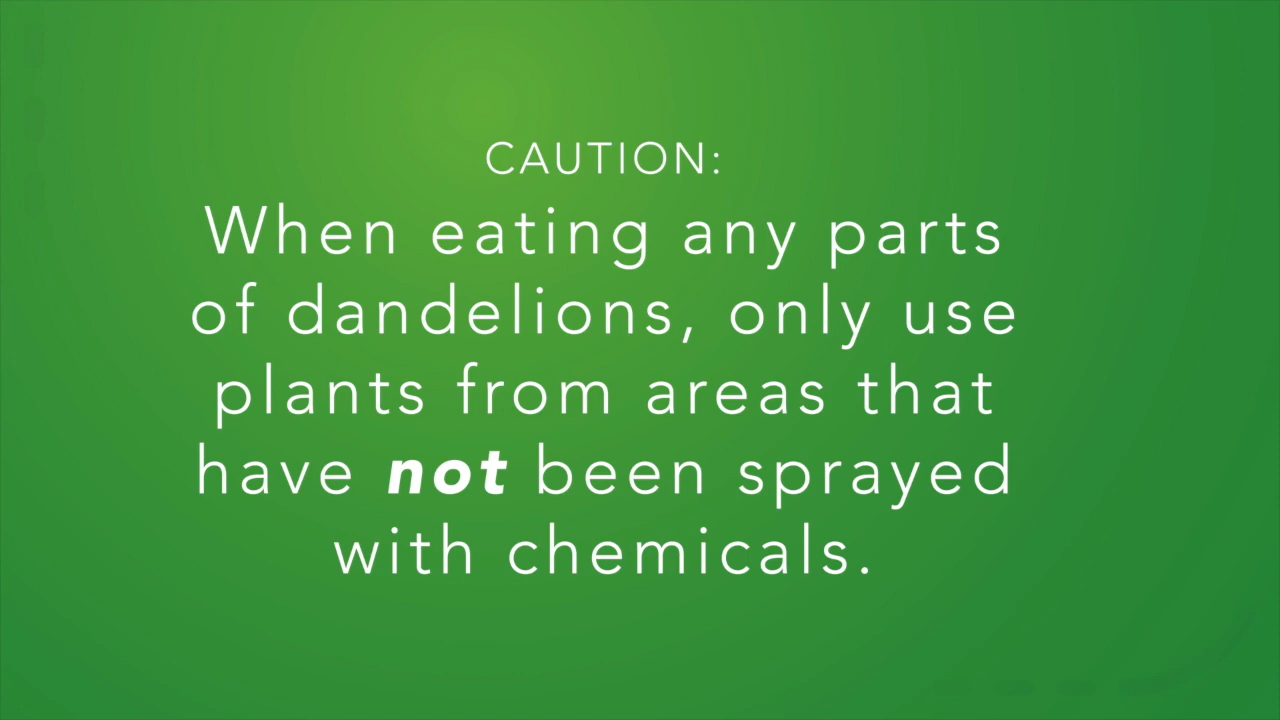 CAUTION:
When eating any parts
of dandelions, only use
plants from areas that
have not been sprayed
with chemicals.